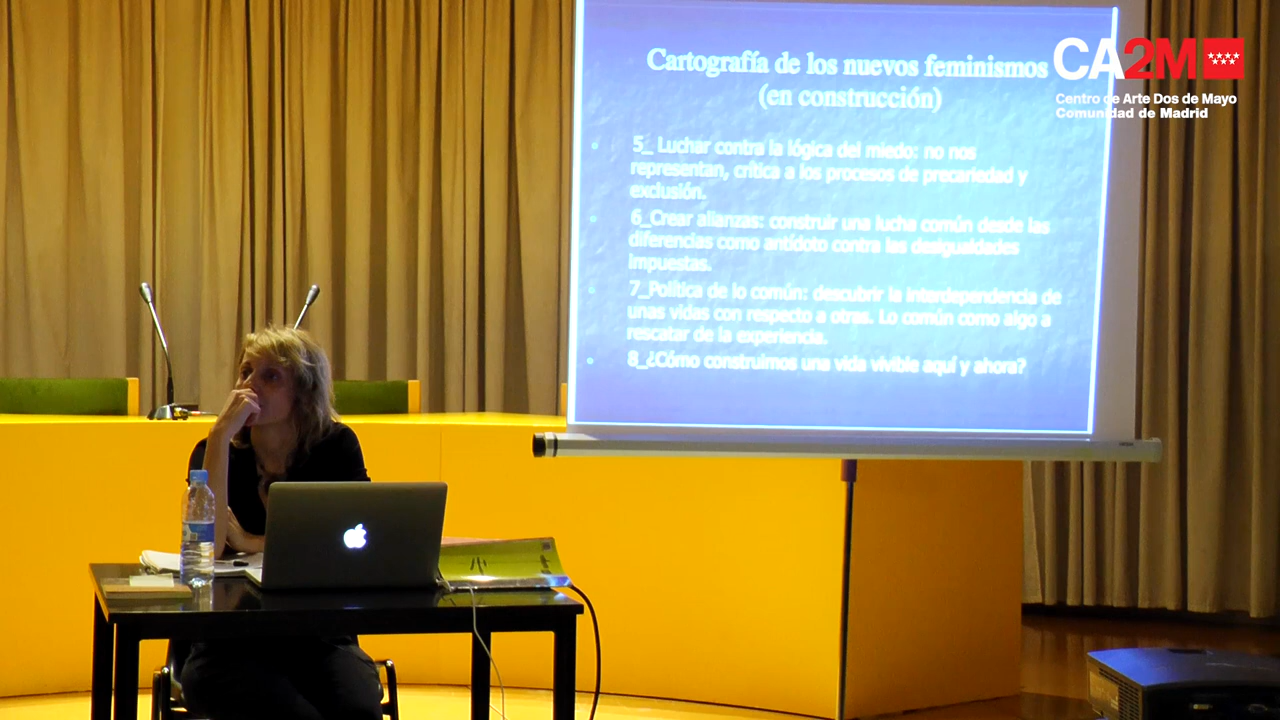 Cartografía de los nuevos feminismos
(en construcción)
5_ Luchar contra la lógica del miedo: no nos
representan, crítica a los procesos de precariedad y
exclusión.
6_Crear alianzas: construir una lucha común desde las
diferencias como antídoto contra las desigualdades
impuestas.
7_Política de lo común: descubrir la interdependencia de
unas vidas con respecto a otras. Lo común como algo a
rescatar de la experiencia.
8_¿Cómo construimos una vida vivible aquí y ahora?
CA2M
Centro de Arte Dos de Mayo
Comunidad de Madrid